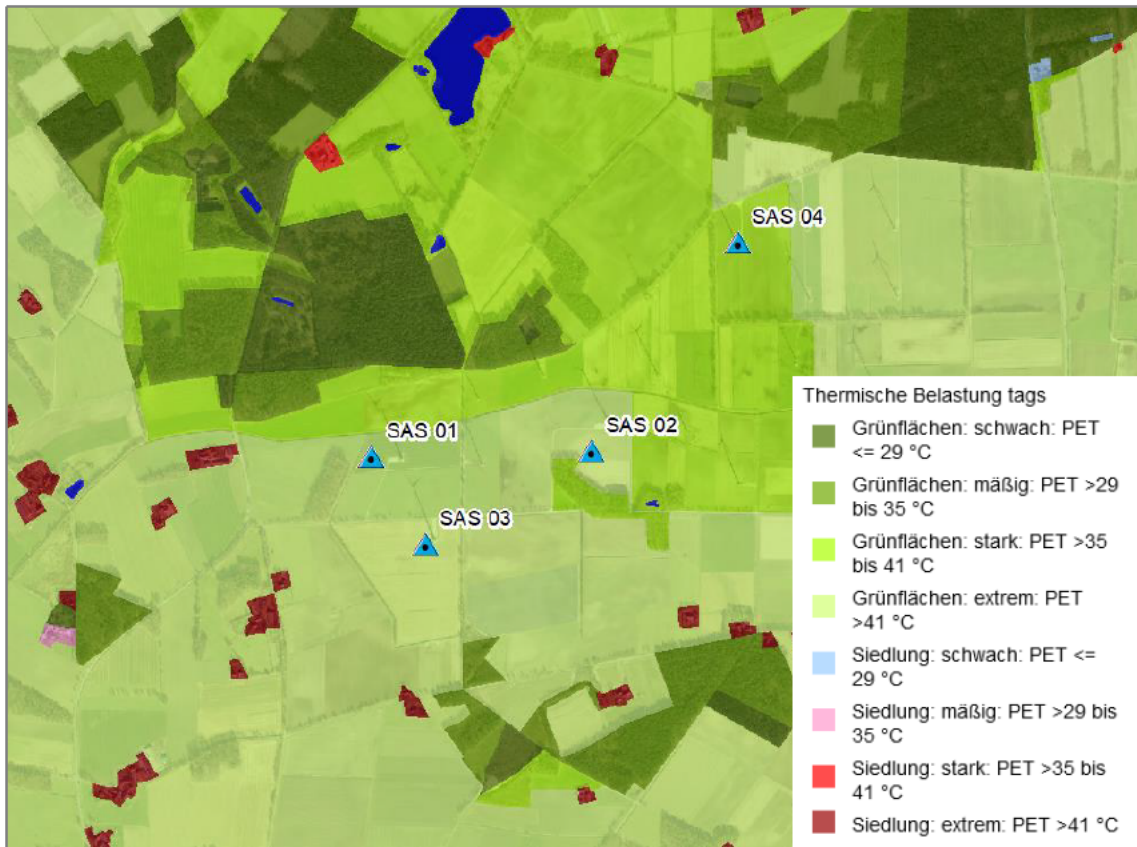 SAS 04
SAS 01
SAS 02
SAS 03
Thermische Belastung tags
Grünflächen: schwach: PET
<= 29 °C
Grünflächen: mäßig: PET >29
bis 35 °C
Grünflächen: stark: PET >35
bis 41 °C
Grünflächen: extrem: PET
>41 °C
Siedlung: schwach: PET <=
29 °C
Siedlung: mäßig: PET >29 bis
35 °C
Siedlung: stark: PET >35 bis
41 °C
Siedlung: extrem: PET >41 °C